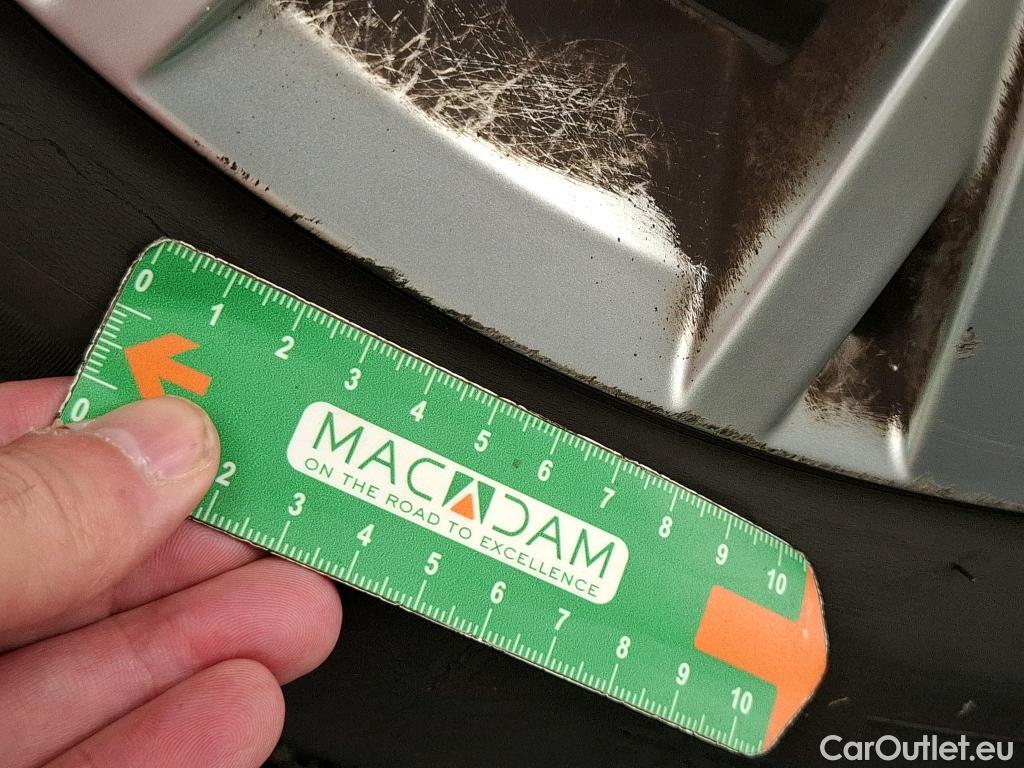 0 1 2 3 4 5 6 7 8 9 10
MACADAM
ON THE ROAD TO EXCELLENCE
0 2 3 4 5 6 7 8 9 10
CarOutlet.eu